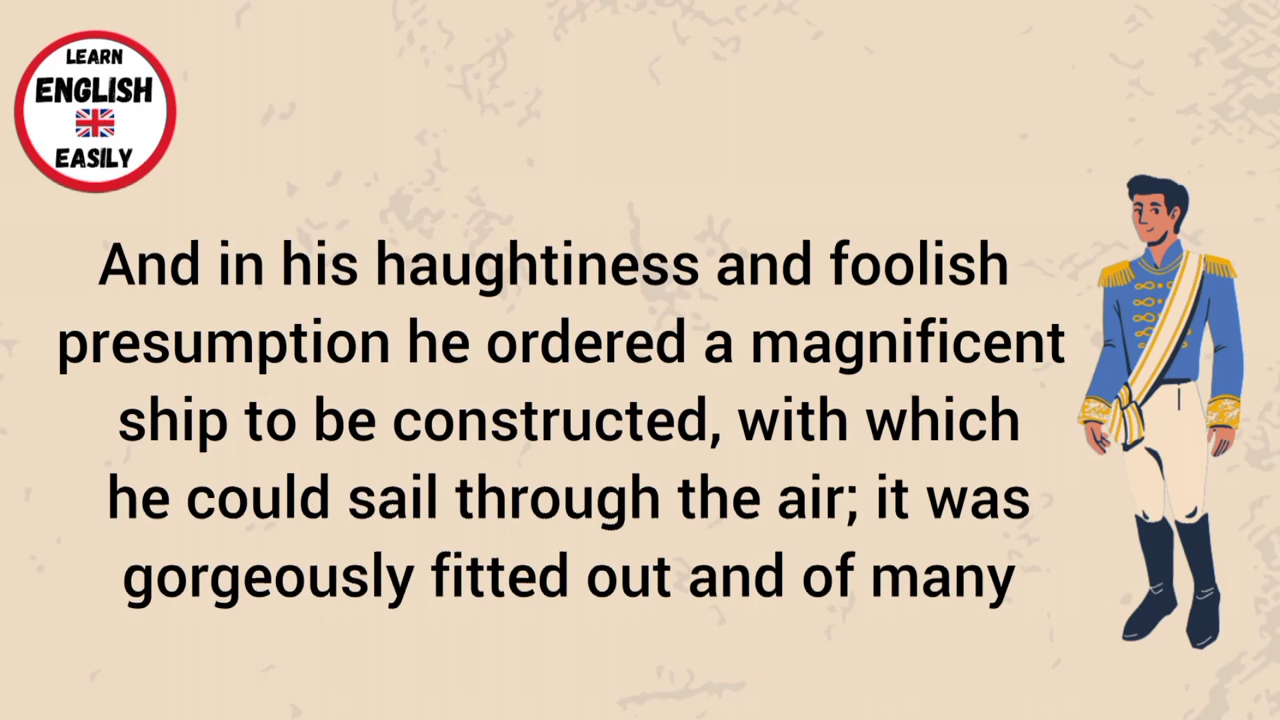 LEARN
ENGLISH
EASILY
And in his haughtiness and foolish
presumption he ordered a magnificent
ship to be constructed, with which
he could sail through the air; it was
gorgeously fitted out and of many